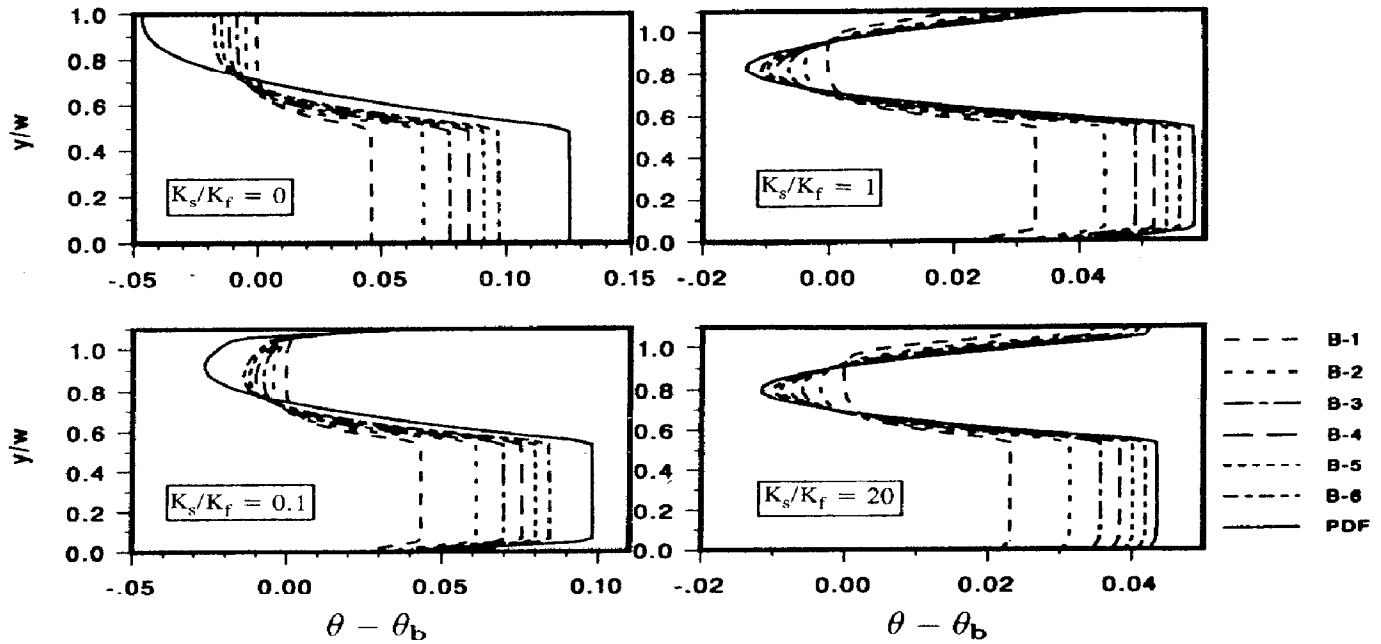 1.0
0.8
0.6
0.4
0.2
0.0
y/w
K_s/K_f = 0
-.05 0.00 0.05 0.10 0.15
1.0
0.8
0.6
0.4
0.2
0.0
K_s/K_f = 1
-.02 0.00 0.02 0.04
1.0
0.8
0.6
0.4
0.2
0.0
y/w
K_s/K_f = 0.1
-.05 0.00 0.05 0.10
θ − θ_b
1.0
0.8
0.6
0.4
0.2
0.0
K_s/K_f = 20
-.02 0.00 0.02 0.04
θ − θ_b
B-1
B-2
B-3
B-4
B-5
B-6
PDF